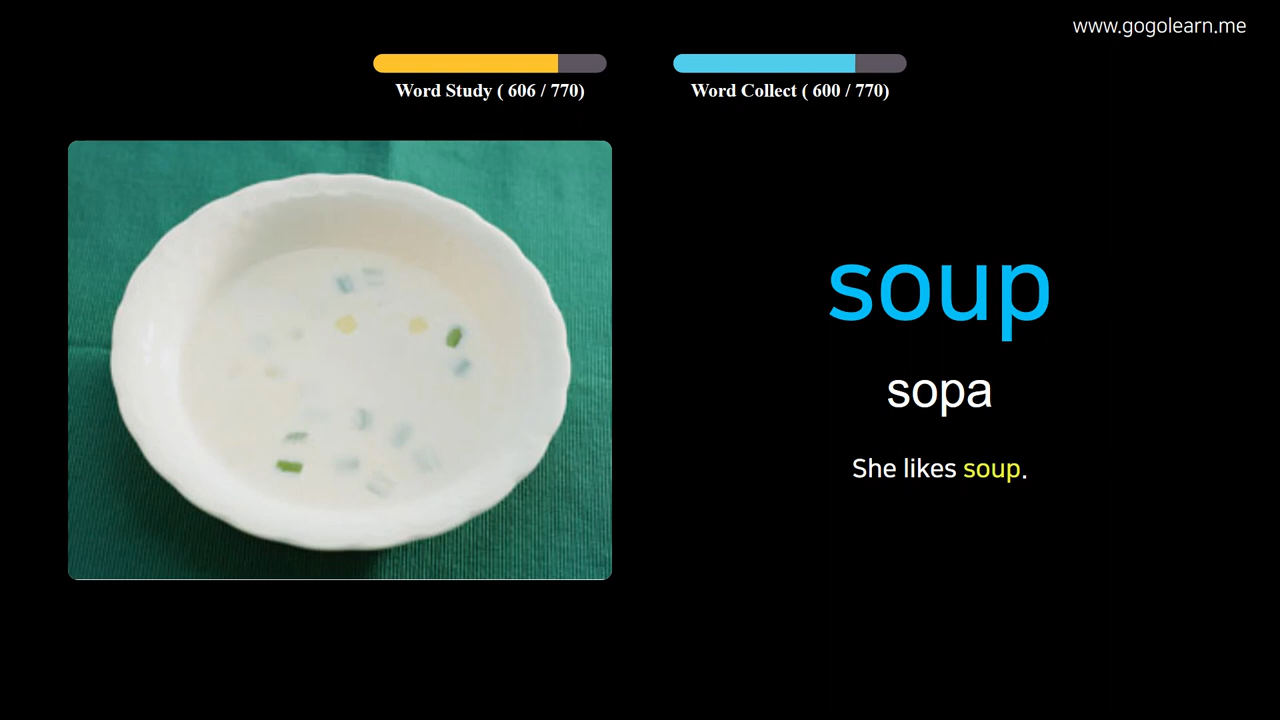 www.gogolearn.me
Word Study ( 606 / 770)
Word Collect ( 600 / 770)
soup
sopa
She likes soup.